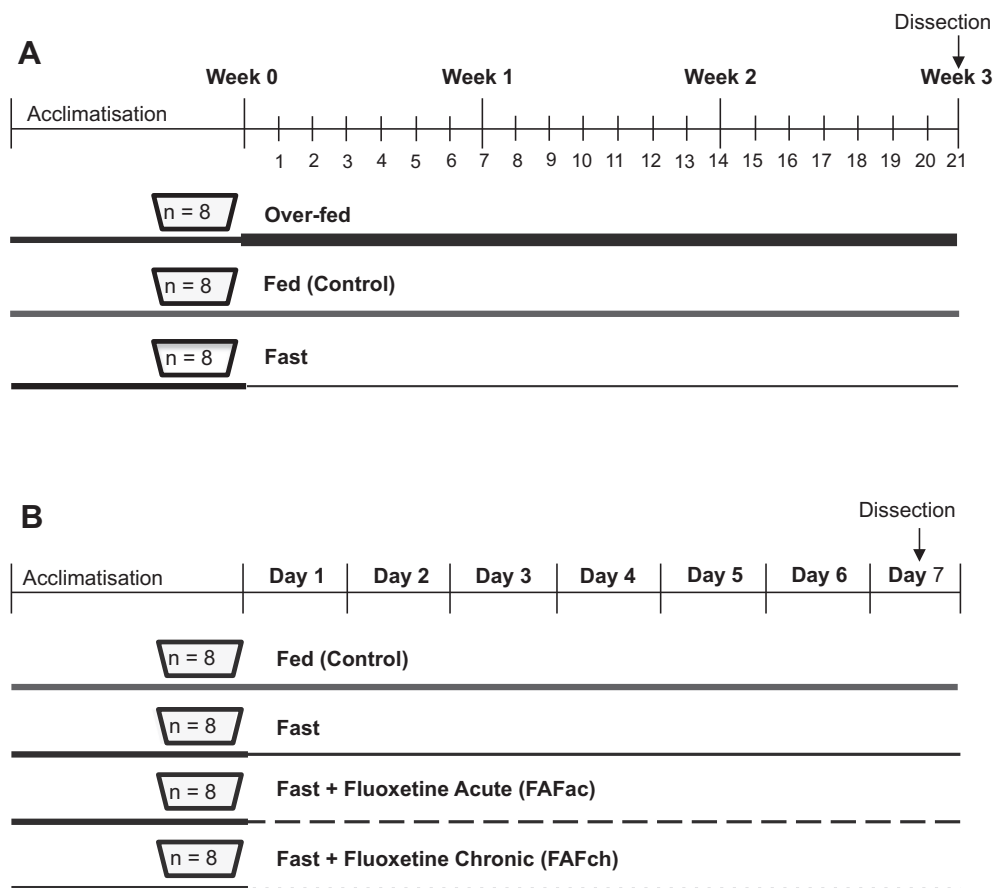 Dissection
A
Week 0 Week 1 Week 2 Week 3
Acclimatisation
1 2 3 4 5 6 7 8 9 10 11 12 13 14 15 16 17 18 19 20 21
n = 8 Over-fed
n = 8 Fed (Control)
n = 8 Fast
B
Dissection
Acclimatisation Day 1 Day 2 Day 3 Day 4 Day 5 Day 6 Day 7
n = 8 Fed (Control)
n = 8 Fast
n = 8 Fast + Fluoxetine Acute (FAFac)
n = 8 Fast + Fluoxetine Chronic (FAFch)